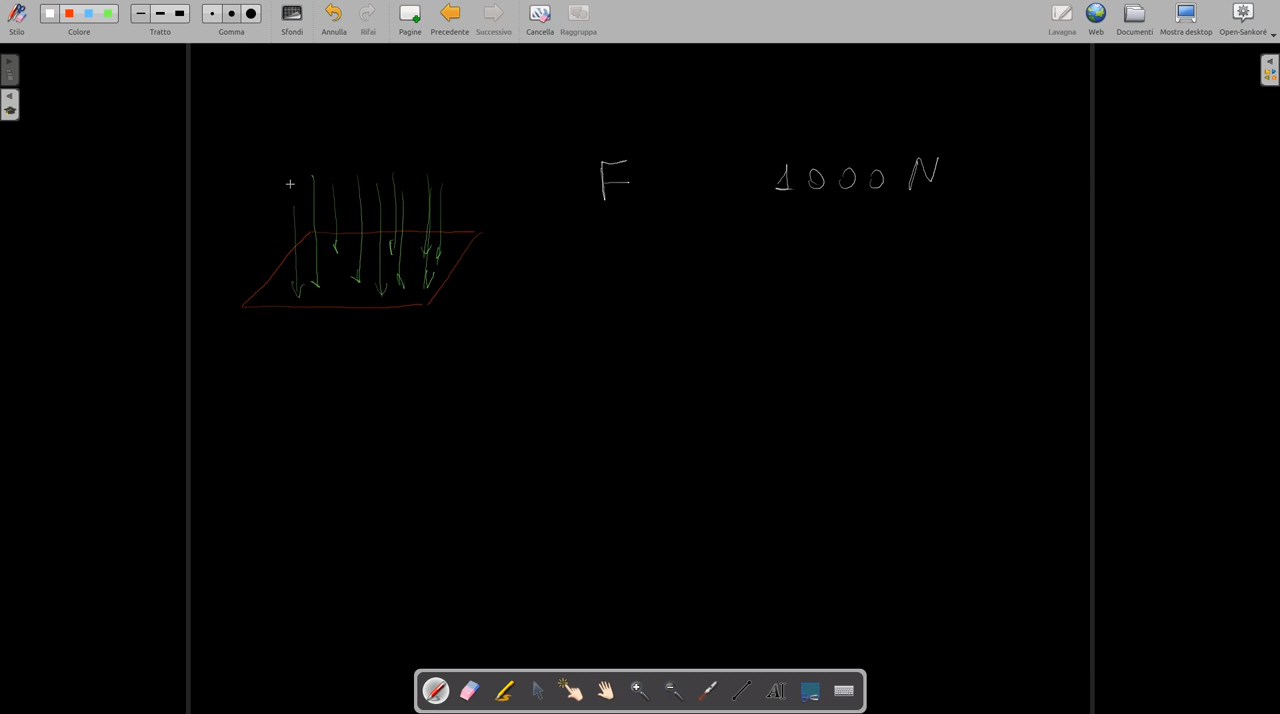 Stilo Colore Tratto Gomma Sfondi Annulla Rifai Pagine Precedente Successivo Cancella Raggruppa Lavagna Web Documenti Mostra desktop Open-Sankoré
F 1000 N
AI